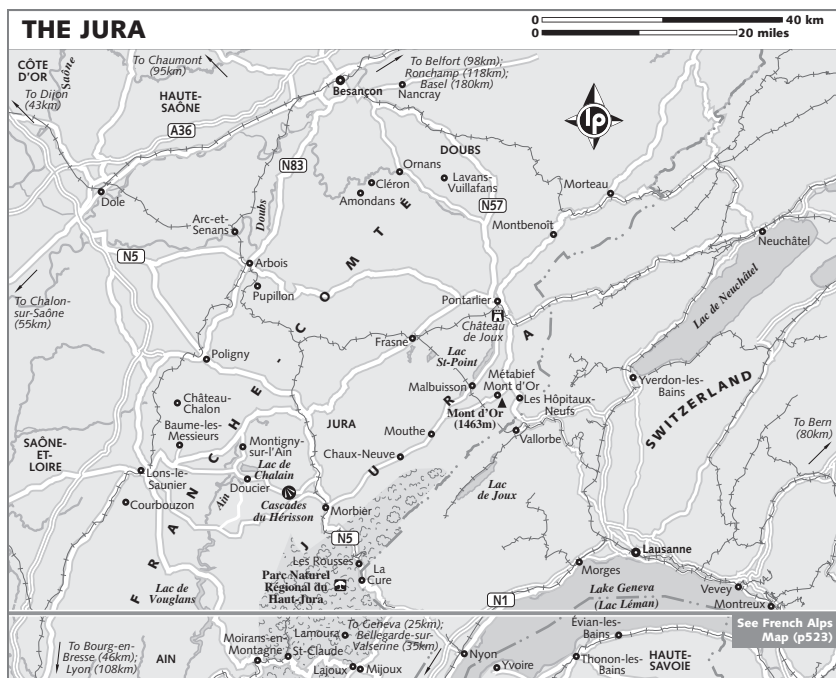 THE JURA
0 40 km
0 20 miles
CÔTE
D'OR
Saône
To Chaumont
(95km)
To Dijon
(43km)
HAUTE-
SAÔNE
A36
Besançon
Nancray
To Belfort (98km);
Ronchamp (118km);
Basel (180km)
lp
N83
DOUBS
Ornans
Cléron
Lavans-
Vuillafans
Amondans
Morteau
Dole
Arc-et-
Senans
Doubs
N57
Montbenoît
Neuchâtel
N5
Arbois
Pupillon
To Chalon-
sur-Saône
(55km)
Pontarlier
Château
de Joux
Lac de Neuchâtel
Frasne
Lac
St-Point
Poligny
Malbuisson
Métabief
Mont d'Or
Les Hôpitaux-
Neufs
Mont d'Or
(1463m)
Yverdon-les-
Bains
SWITZERLAND
Château-
Chalon
Baume-les-
Messieurs
Montigny-
sur-l'Ain
JURA
Mouthe
Vallorbe
To Bern
(80km)
SAÔNE-
ET-
LOIRE
Chaux-Neuve
Lac de
Chalain
Lons-le-
Saunier
Doucier
Ain
Cascades
du Hérisson
Lac
de Joux
Courbouzon
Morbier
FRANCHE-COMTÉ
JURA
N5
Lausanne
Les Rousses
La
Cure
Parc Naturel
Régional du
Haut-Jura
Morges
Lac de
Vouglans
N1
Lake Geneva
(Lac Léman)
Vevey
Montreux
See French Alps
Map (p523)
To Bourg-en-
Bresse (46km);
Lyon (108km)
AIN
Moirans-en-
Montagne
Lamoura
St-Claude
Lajoux
Mijoux
To Geneva (25km);
Bellegarde-sur-
Valserine (35km)
Nyon
Yvoire
Évian-les-
Bains
Thonon-les-
Bains
HAUTE-
SAVOIE